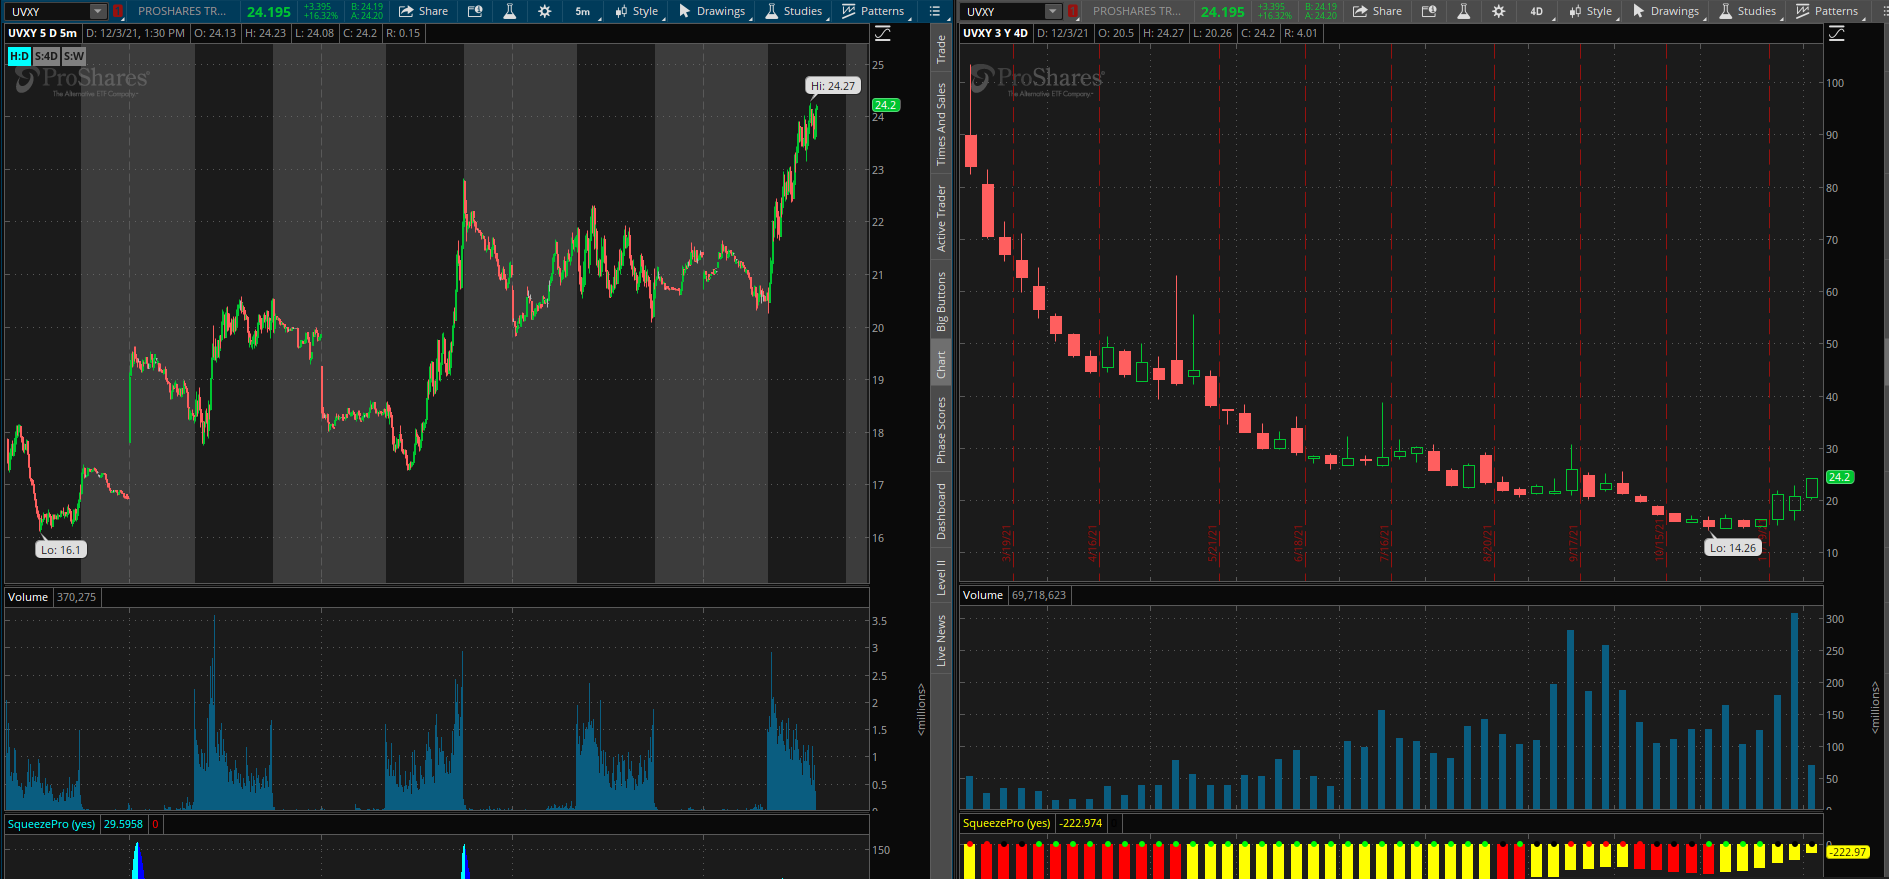 UVXY
PROSHARES TR...
24.195
+3.395
+16.32%
B: 24.19
A: 24.20
Share
5m
Style
Drawings
Studies
Patterns
UVXY 5 D 5m
D: 12/3/21, 1:30 PM
O: 24.13
H: 24.23
L: 24.08
C: 24.2
R: 0.15
H:D
S:4D
S:W
ProShares
The Alternative ETF Company
Hi: 24.27
Lo: 16.1
25
24.2
24
23
22
21
20
19
18
17
16
Volume
370,275
3.5
3
2.5
2
1.5
1
0.5
0
<millions>
SqueezePro (yes)
29.5958
0
150
Trade
Times And Sales
Active Trader
Big Buttons
Chart
Phase Scores
Dashboard
Level II
Live News
UVXY
PROSHARES TR...
24.195
+3.395
+16.32%
B: 24.19
A: 24.20
Share
4D
Style
Drawings
Studies
Patterns
UVXY 3 Y 4D
D: 12/3/21
O: 20.5
H: 24.27
L: 20.26
C: 24.2
R: 4.01
ProShares
The Alternative ETF Company
100
90
80
70
60
50
40
30
24.2
20
10
3/19/21
4/16/21
5/21/21
6/18/21
7/16/21
8/20/21
9/17/21
10/15/21
Lo: 14.26
Volume
69,718,623
300
250
200
150
100
50
0
<millions>
SqueezePro (yes)
-222.974
-222.97